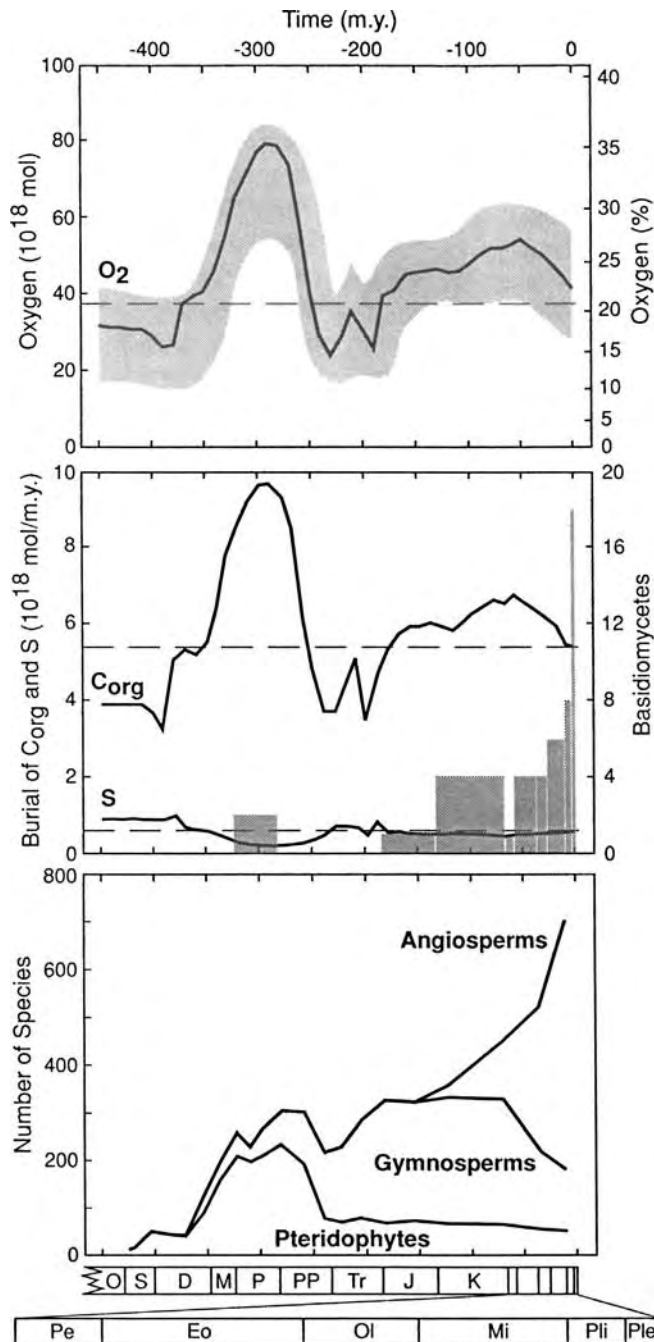 Time (m.y.)
-400 -300 -200 -100 0
100
80
60
40
20
0
Oxygen (10^18 mol)
O2
40
35
30
25
20
15
10
5
0
Oxygen (%)
10
8
6
4
2
0
Burial of Corg and S (10^18 mol/m.y.)
Corg
S
20
16
12
8
4
0
Basidiomycetes
800
600
400
200
0
Number of Species
Angiosperms
Gymnosperms
Pteridophytes
O S D M P PP Tr J K
Pe Eo Ol Mi Pli Ple